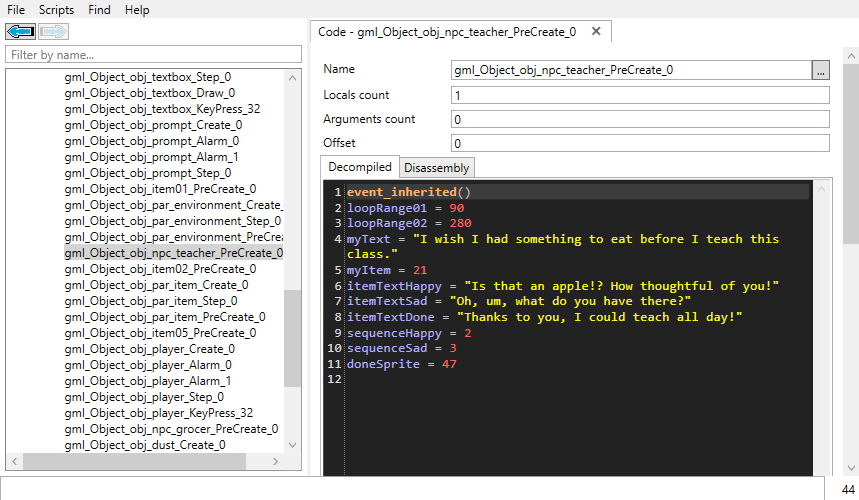 File Scripts Find Help
Filter by name...
gml_Object_obj_textbox_Step_0
gml_Object_obj_textbox_Draw_0
gml_Object_obj_textbox_KeyPress_32
gml_Object_obj_prompt_Create_0
gml_Object_obj_prompt_Alarm_0
gml_Object_obj_prompt_Alarm_1
gml_Object_obj_prompt_Step_0
gml_Object_obj_item01_PreCreate_0
gml_Object_obj_par_environment_Create_
gml_Object_obj_par_environment_Step_0
gml_Object_obj_par_environment_PreCrea
gml_Object_obj_npc_teacher_PreCreate_0
gml_Object_obj_item02_PreCreate_0
gml_Object_obj_par_item_Create_0
gml_Object_obj_par_item_Step_0
gml_Object_obj_par_item_PreCreate_0
gml_Object_obj_item05_PreCreate_0
gml_Object_obj_player_Create_0
gml_Object_obj_player_Alarm_0
gml_Object_obj_player_Alarm_1
gml_Object_obj_player_Step_0
gml_Object_obj_player_KeyPress_32
gml_Object_obj_npc_grocer_PreCreate_0
gml_Object_obj_dust_Create_0
Code - gml_Object_obj_npc_teacher_PreCreate_0
Name gml_Object_obj_npc_teacher_PreCreate_0 ...
Locals count 1
Arguments count 0
Offset 0
Decompiled Disassembly
1 event_inherited()
2 loopRange01 = 90
3 loopRange02 = 280
4 myText = "I wish I had something to eat before I teach this
class."
5 myItem = 21
6 itemTextHappy = "Is that an apple!? How thoughtful of you!"
7 itemTextSad = "Oh, um, what do you have there?"
8 itemTextDone = "Thanks to you, I could teach all day!"
9 sequenceHappy = 2
10 sequenceSad = 3
11 doneSprite = 47
12
44